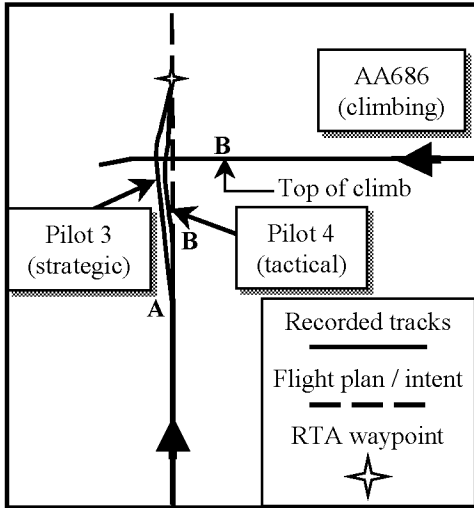 AA686
(climbing)
B
Top of climb
Pilot 3
(strategic)
B
Pilot 4
(tactical)
A
Recorded tracks
Flight plan / intent
RTA waypoint